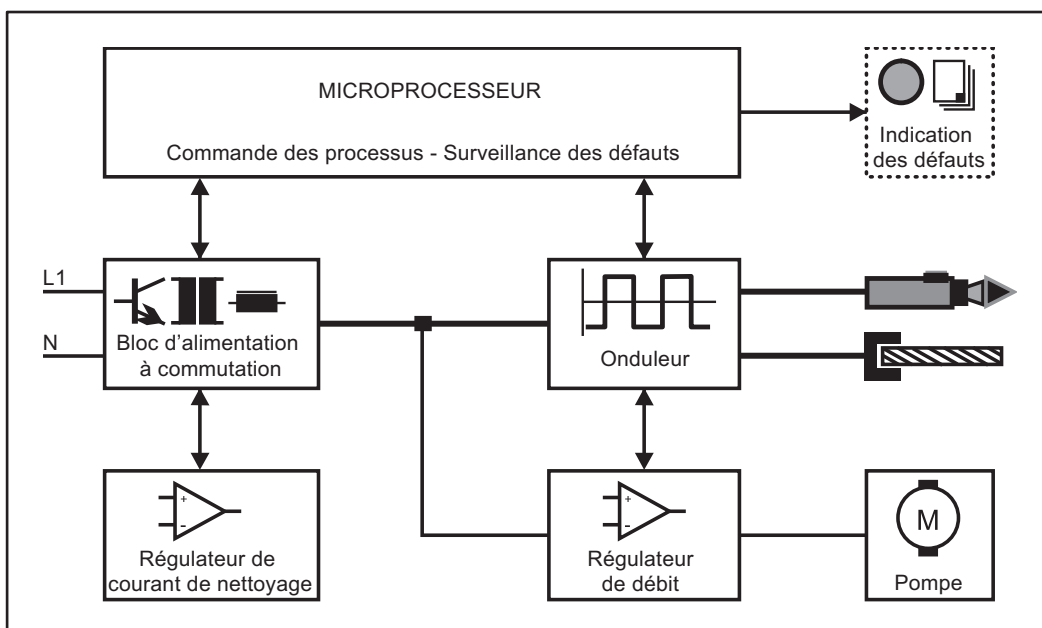 MICROPROCESSEUR
Commande des processus - Surveillance des défauts
Indication
des défauts
L1
N
Bloc d'alimentation
à commutation
Onduleur
+
-
Régulateur de
courant de nettoyage
+
-
Régulateur
de débit
M
Pompe